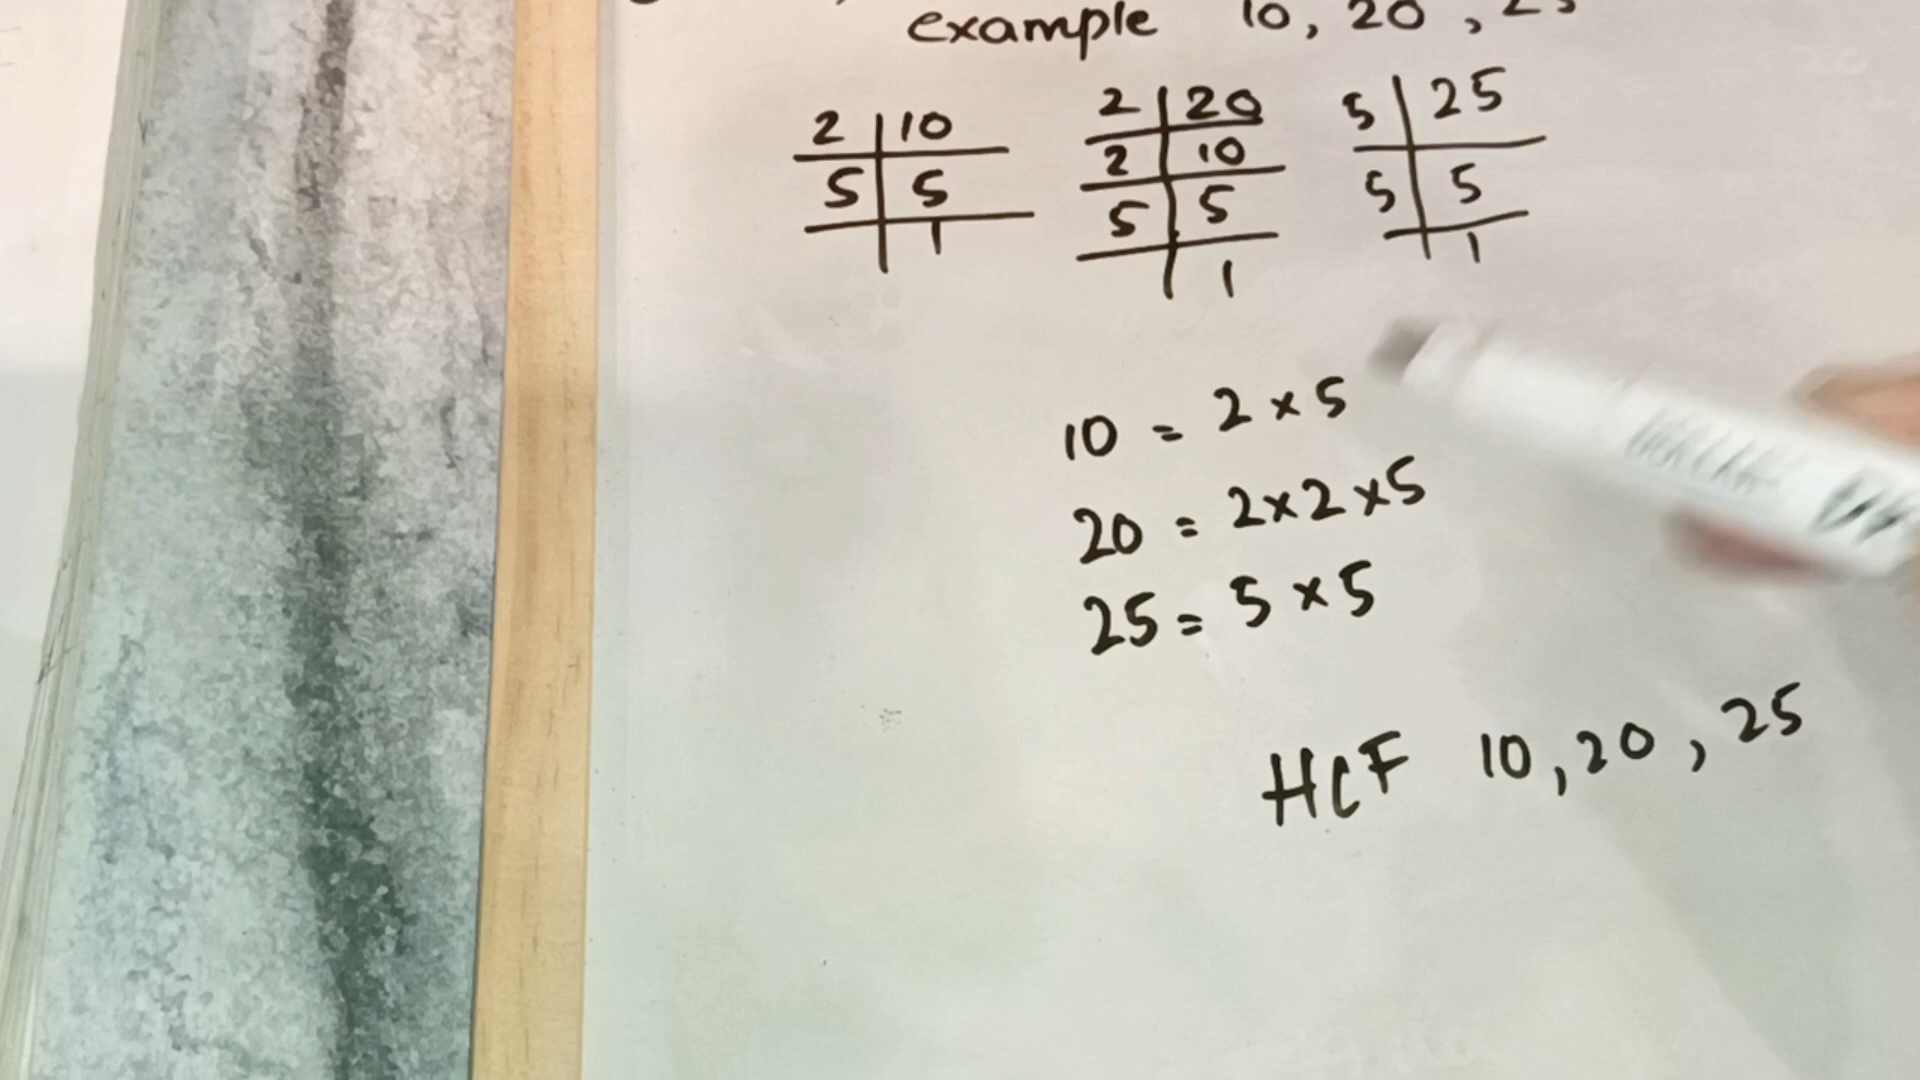 example 10, 20, 25
2 | 10
5 | 5
1
2 | 20
2 | 10
5 | 5
1
5 | 25
5 | 5
1
10 = 2 × 5
20 = 2×2×5
25 = 5 × 5
HCF 10, 20, 25